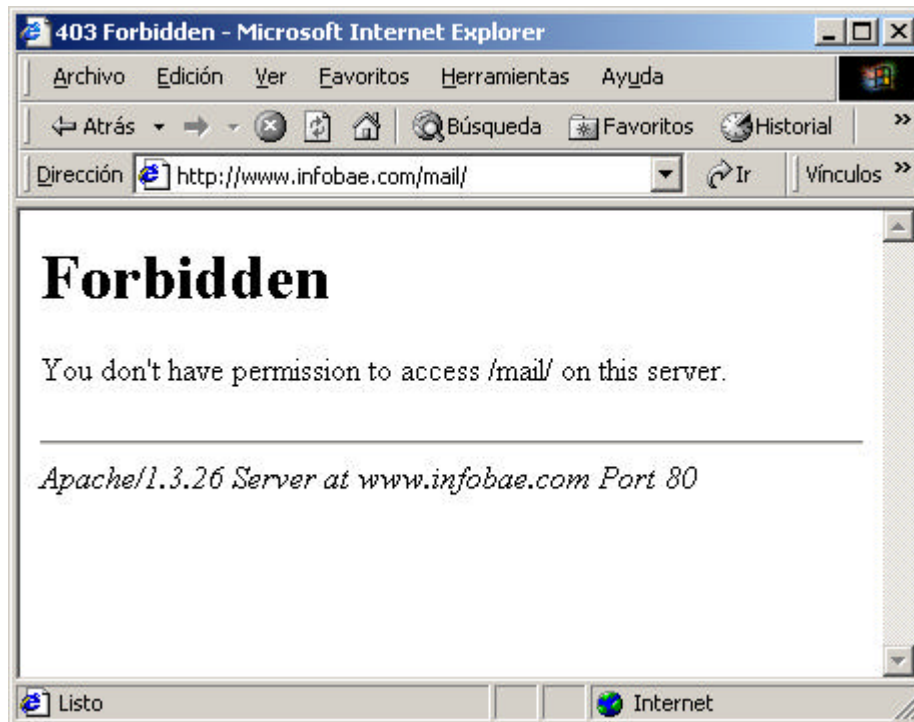 403 Forbidden - Microsoft Internet Explorer
Archivo Edición Ver Favoritos Herramientas Ayuda
Atrás Búsqueda Favoritos Historial »
Dirección http://www.infobae.com/mail/ Ir Vínculos »
Forbidden
You don't have permission to access /mail/ on this server.
Apache/1.3.26 Server at www.infobae.com Port 80
Listo Internet